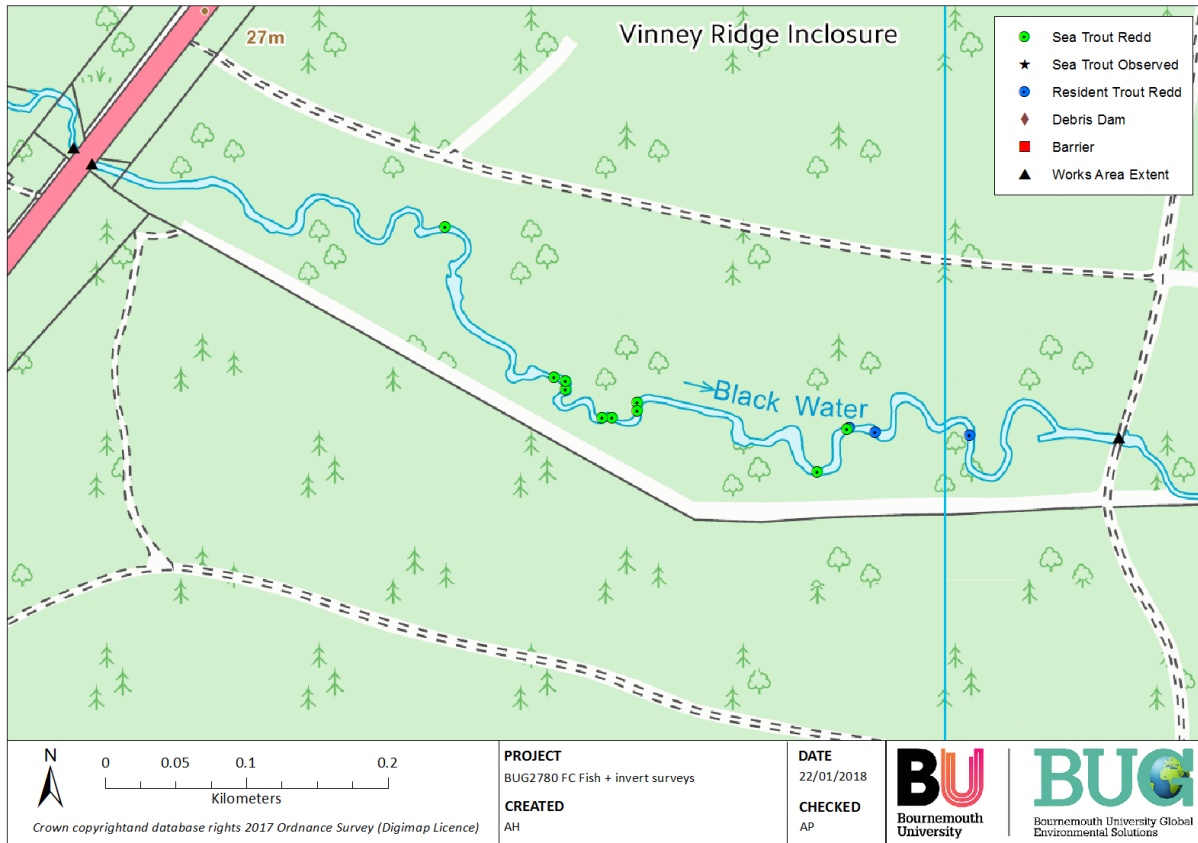 27m
Vinney Ridge Inclosure
Sea Trout Redd
Sea Trout Observed
Resident Trout Redd
Debris Dam
Barrier
Works Area Extent
Black Water
N
0 0.05 0.1 0.2
Kilometers
Crown copyrightand database rights 2017 Ordnance Survey (Digimap Licence)
PROJECT
BUG2780 FC Fish + invert surveys
CREATED
AH
DATE
22/01/2018
CHECKED
AP
BU
Bournemouth
University
BUG
Bournemouth University Global
Environmental Solutions